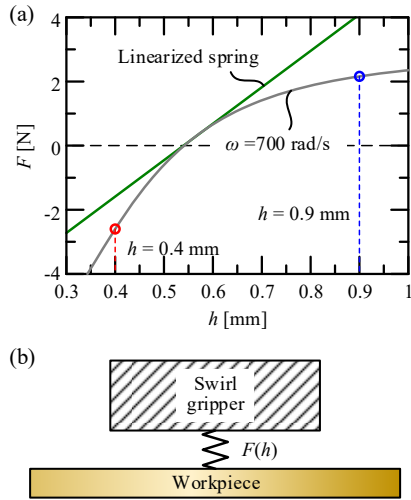 (a)
4
Linearized spring
2
F [N]
0
ω =700 rad/s
-2
h = 0.9 mm
h = 0.4 mm
-4
0.3 0.4 0.5 0.6 0.7 0.8 0.9 1
h [mm]
(b)
Swirl
gripper
F(h)
Workpiece